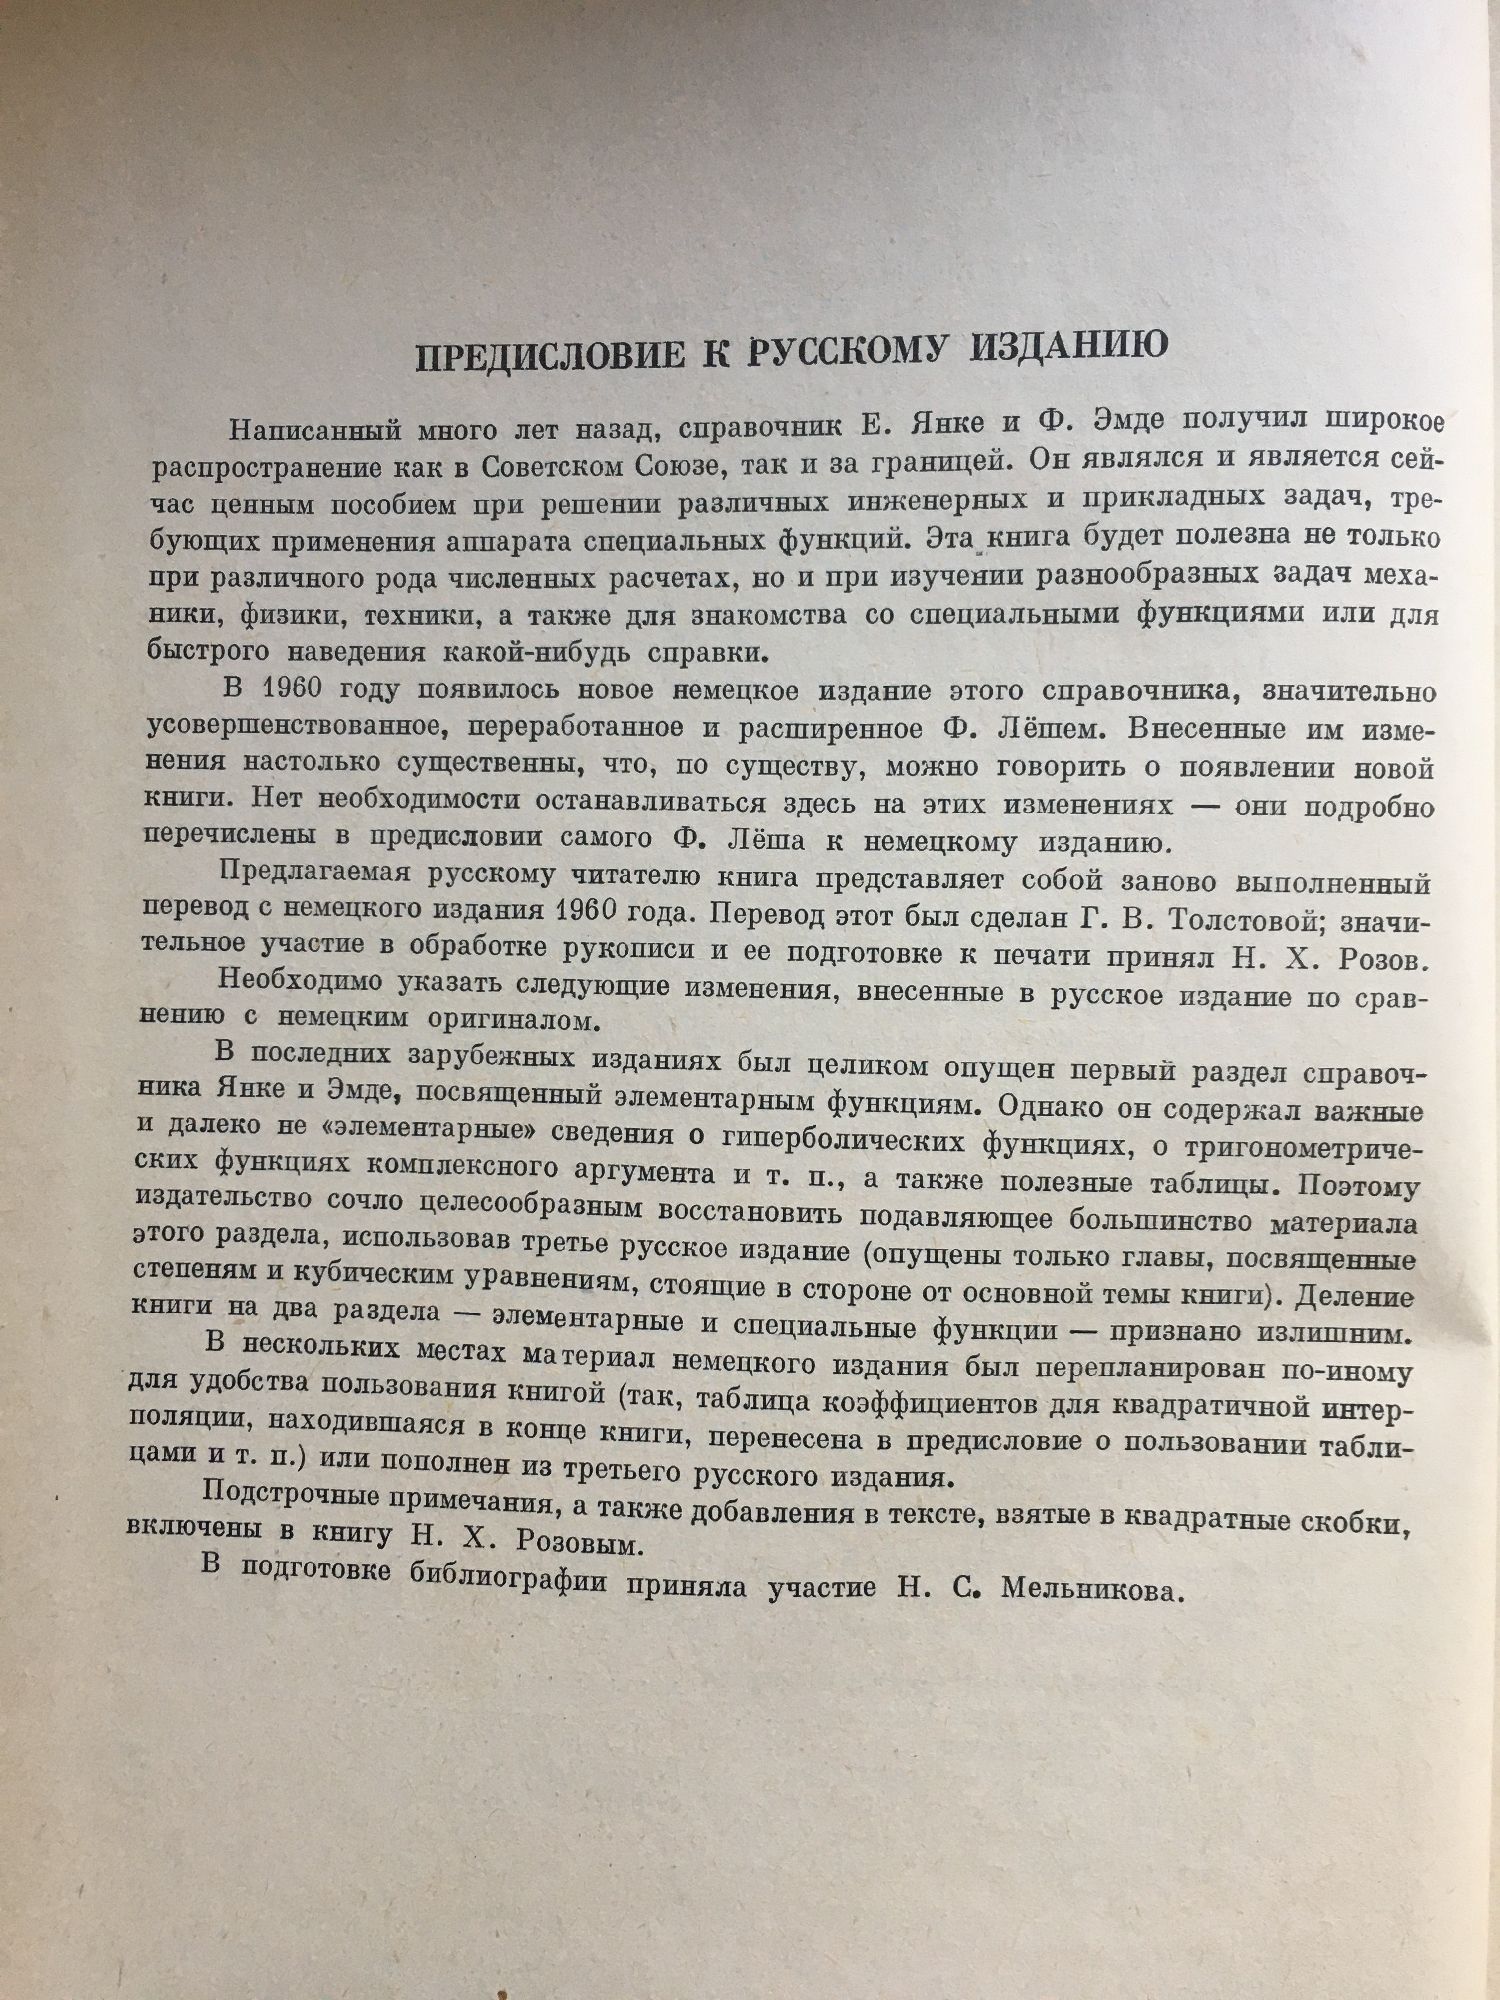 ПРЕДИСЛОВИЕ К РУССКОМУ ИЗДАНИЮ
Написанный много лет назад, справочник Е. Янке и Ф. Эмде получил широкое
распространение как в Советском Союзе, так и за границей. Он являлся и является сей-
час ценным пособием при решении различных инженерных и прикладных задач, тре-
бующих применения аппарата специальных функций. Эта книга будет полезна не только
при различного рода численных расчетах, но и при изучении разнообразных задач меха-
ники, физики, техники, а также для знакомства со специальными функциями или для
быстрого наведения какой-нибудь справки.
В 1960 году появилось новое немецкое издание этого справочника, значительно
усовершенствованное, переработанное и расширенное Ф. Лёшем. Внесенные им изме-
нения настолько существенны, что, по существу, можно говорить о появлении новой
книги. Нет необходимости останавливаться здесь на этих изменениях — они подробно
перечислены в предисловии самого Ф. Лёша к немецкому изданию.
Предлагаемая русскому читателю книга представляет собой заново выполненный
перевод с немецкого издания 1960 года. Перевод этот был сделан Г. В. Толстовой; значи-
тельное участие в обработке рукописи и ее подготовке к печати принял Н. Х. Розов.
Необходимо указать следующие изменения, внесенные в русское издание по срав-
нению с немецким оригиналом.
В последних зарубежных изданиях был целиком опущен первый раздел справоч-
ника Янке и Эмде, посвященный элементарным функциям. Однако он содержал важные
и далеко не «элементарные» сведения о гиперболических функциях, о тригонометриче-
ских функциях комплексного аргумента и т. п., а также полезные таблицы. Поэтому
издательство сочло целесообразным восстановить подавляющее большинство материала
этого раздела, использовав третье русское издание (опущены только главы, посвященные
степеням и кубическим уравнениям, стоящие в стороне от основной темы книги). Деление
книги на два раздела — элементарные и специальные функции — признано излишним.
В нескольких местах материал немецкого издания был перепланирован по-иному
для удобства пользования книгой (так, таблица коэффициентов для квадратичной интер-
поляции, находившаяся в конце книги, перенесена в предисловие о пользовании табли-
цами и т. п.) или пополнен из третьего русского издания.
Подстрочные примечания, а также добавления в тексте, взятые в квадратные скобки,
включены в книгу Н. Х. Розовым.
В подготовке библиографии приняла участие Н. С. Мельникова.